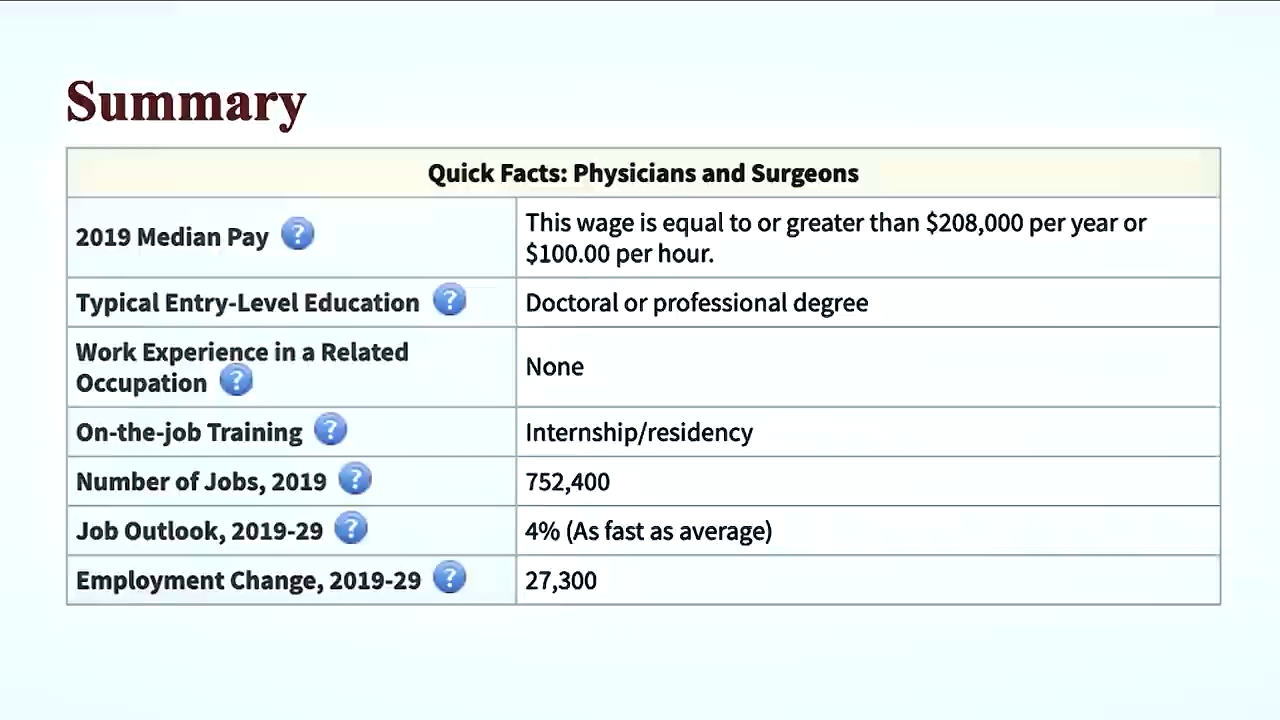 Summary
Quick Facts: Physicians and Surgeons
2019 Median Pay ?
This wage is equal to or greater than $208,000 per year or
$100.00 per hour.
Typical Entry-Level Education ?
Doctoral or professional degree
Work Experience in a Related
Occupation ?
None
On-the-job Training ?
Internship/residency
Number of Jobs, 2019 ?
752,400
Job Outlook, 2019-29 ?
4% (As fast as average)
Employment Change, 2019-29 ?
27,300